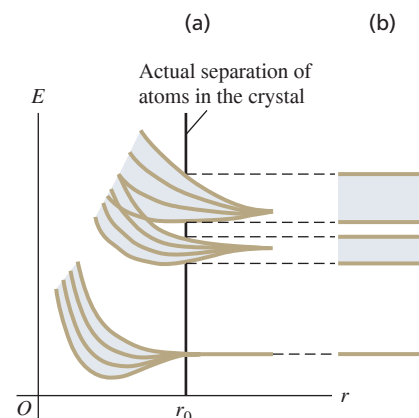 (a)
(b)
Actual separation of
atoms in the crystal
E
O
r₀
r